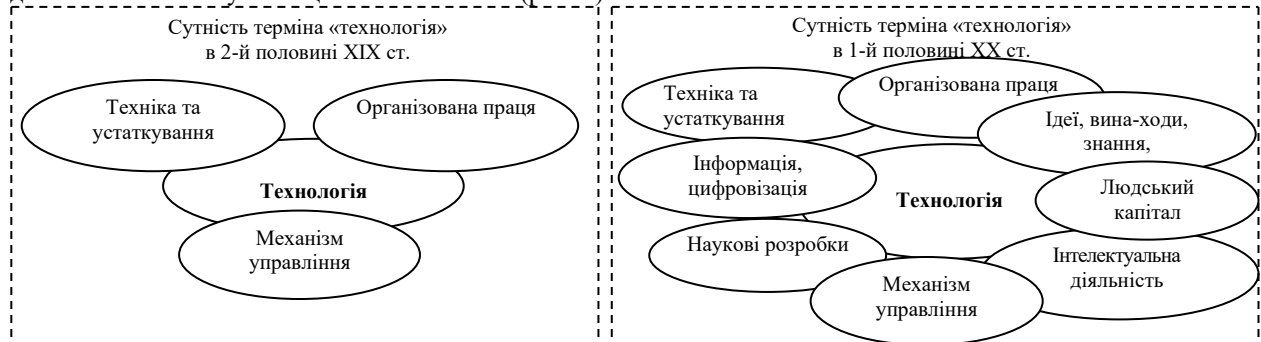 Сутність терміна «технологія»
в 2-й половині ХІХ ст.
Техніка та
устаткування
Організована праця
Технологія
Механізм
управління
Сутність терміна «технологія»
в 1-й половині ХХ ст.
Техніка та
устаткування
Організована праця
Ідеї, вина-ходи,
знання,
Інформація,
цифровізація
Технологія
Людський
капітал
Наукові розробки
Інтелектуальна
діяльність
Механізм
управління